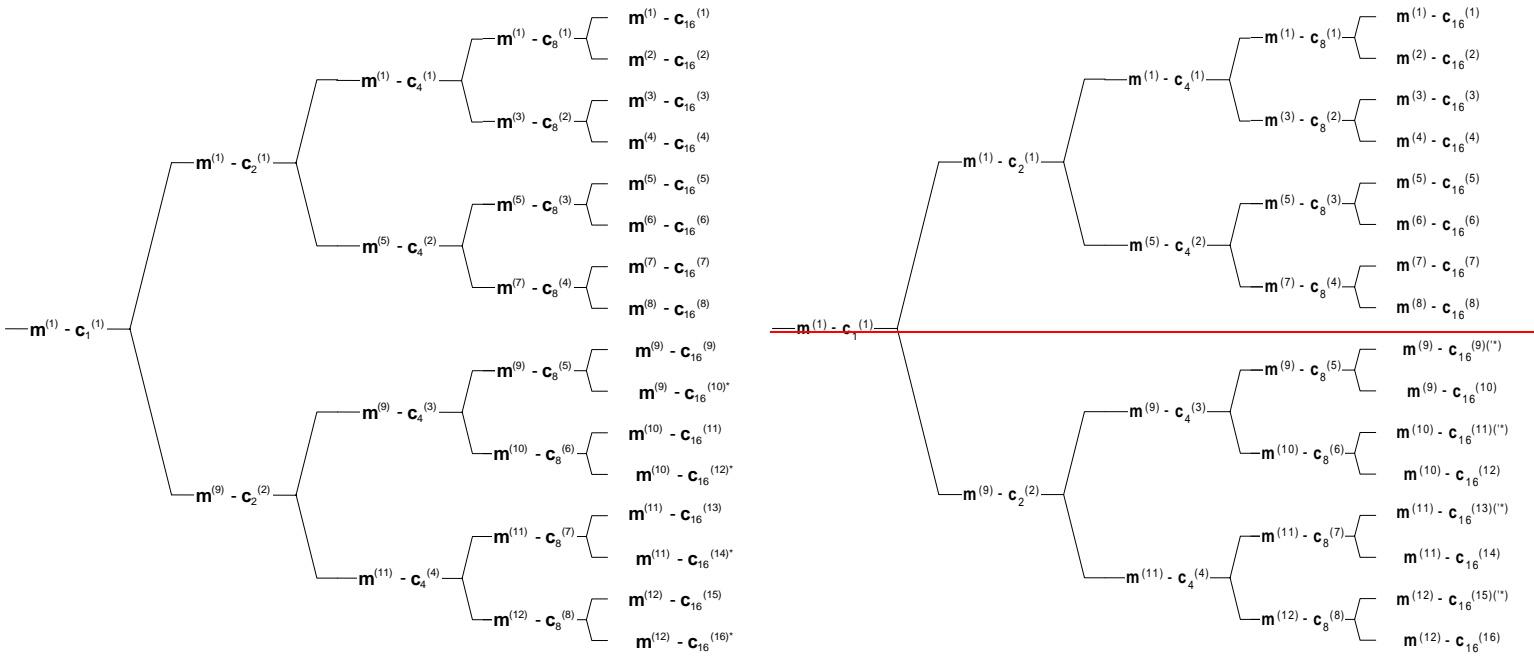 m(1) - c16(1)
m(1) - c8(1)
m(2) - c16(2)
m(1) - c4(1)
m(3) - c16(3)
m(3) - c8(2)
m(4) - c16(4)
m(1) - c2(1)
m(5) - c16(5)
m(5) - c8(3)
m(6) - c16(6)
m(5) - c4(2)
m(7) - c16(7)
m(7) - c8(4)
m(8) - c16(8)
m(1) - c1(1)
m(9) - c16(9)
m(9) - c8(5)
m(9) - c16(10)*
m(9) - c4(3)
m(10) - c16(11)
m(10) - c8(6)
m(10) - c16(12)*
m(9) - c2(2)
m(11) - c16(13)
m(11) - c8(7)
m(11) - c16(14)*
m(11) - c4(4)
m(12) - c16(15)
m(12) - c8(8)
m(12) - c16(16)*
m(1) - c16(1)
m(1) - c8(1)
m(2) - c16(2)
m(1) - c4(1)
m(3) - c16(3)
m(3) - c8(2)
m(4) - c16(4)
m(1) - c2(1)
m(5) - c16(5)
m(5) - c8(3)
m(6) - c16(6)
m(5) - c4(2)
m(7) - c16(7)
m(7) - c8(4)
m(8) - c16(8)
m(1) - c1(1)
m(9) - c16(9)('*)
m(9) - c8(5)
m(9) - c16(10)
m(9) - c4(3)
m(10) - c16(11)('*)
m(10) - c8(6)
m(10) - c16(12)
m(9) - c2(2)
m(11) - c16(13)('*)
m(11) - c8(7)
m(11) - c16(14)
m(11) - c4(4)
m(12) - c16(15)('*)
m(12) - c8(8)
m(12) - c16(16)